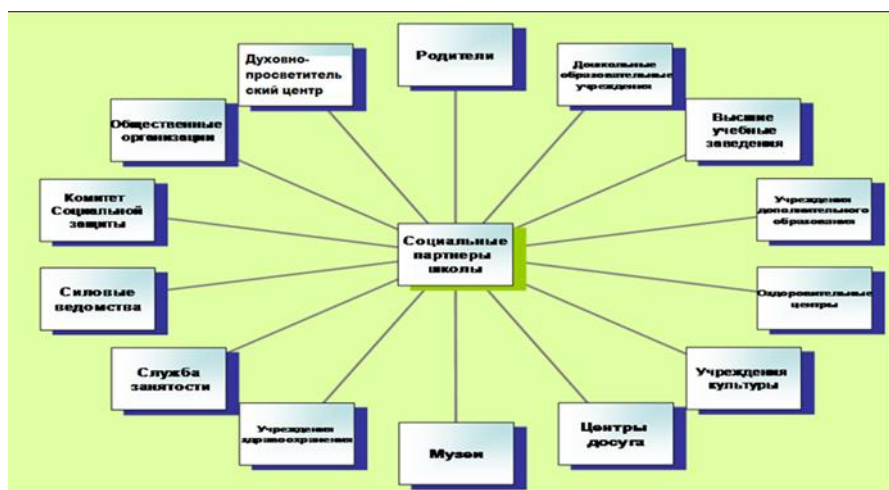 Родители
Духовно-
просветитель
ский центр
Дошкольные
образовательные
учреждения
Общественные
организации
Высшие
учебные
заведения
Комитет
Социальной
защиты
Учреждения
дополнительного
образования
Социальные
партнеры
школы
Силовые
ведомства
Оздоровительные
центры
Служба
занятости
Учреждения
культуры
Учреждения
здравоохранения
Музеи
Центры
досуга